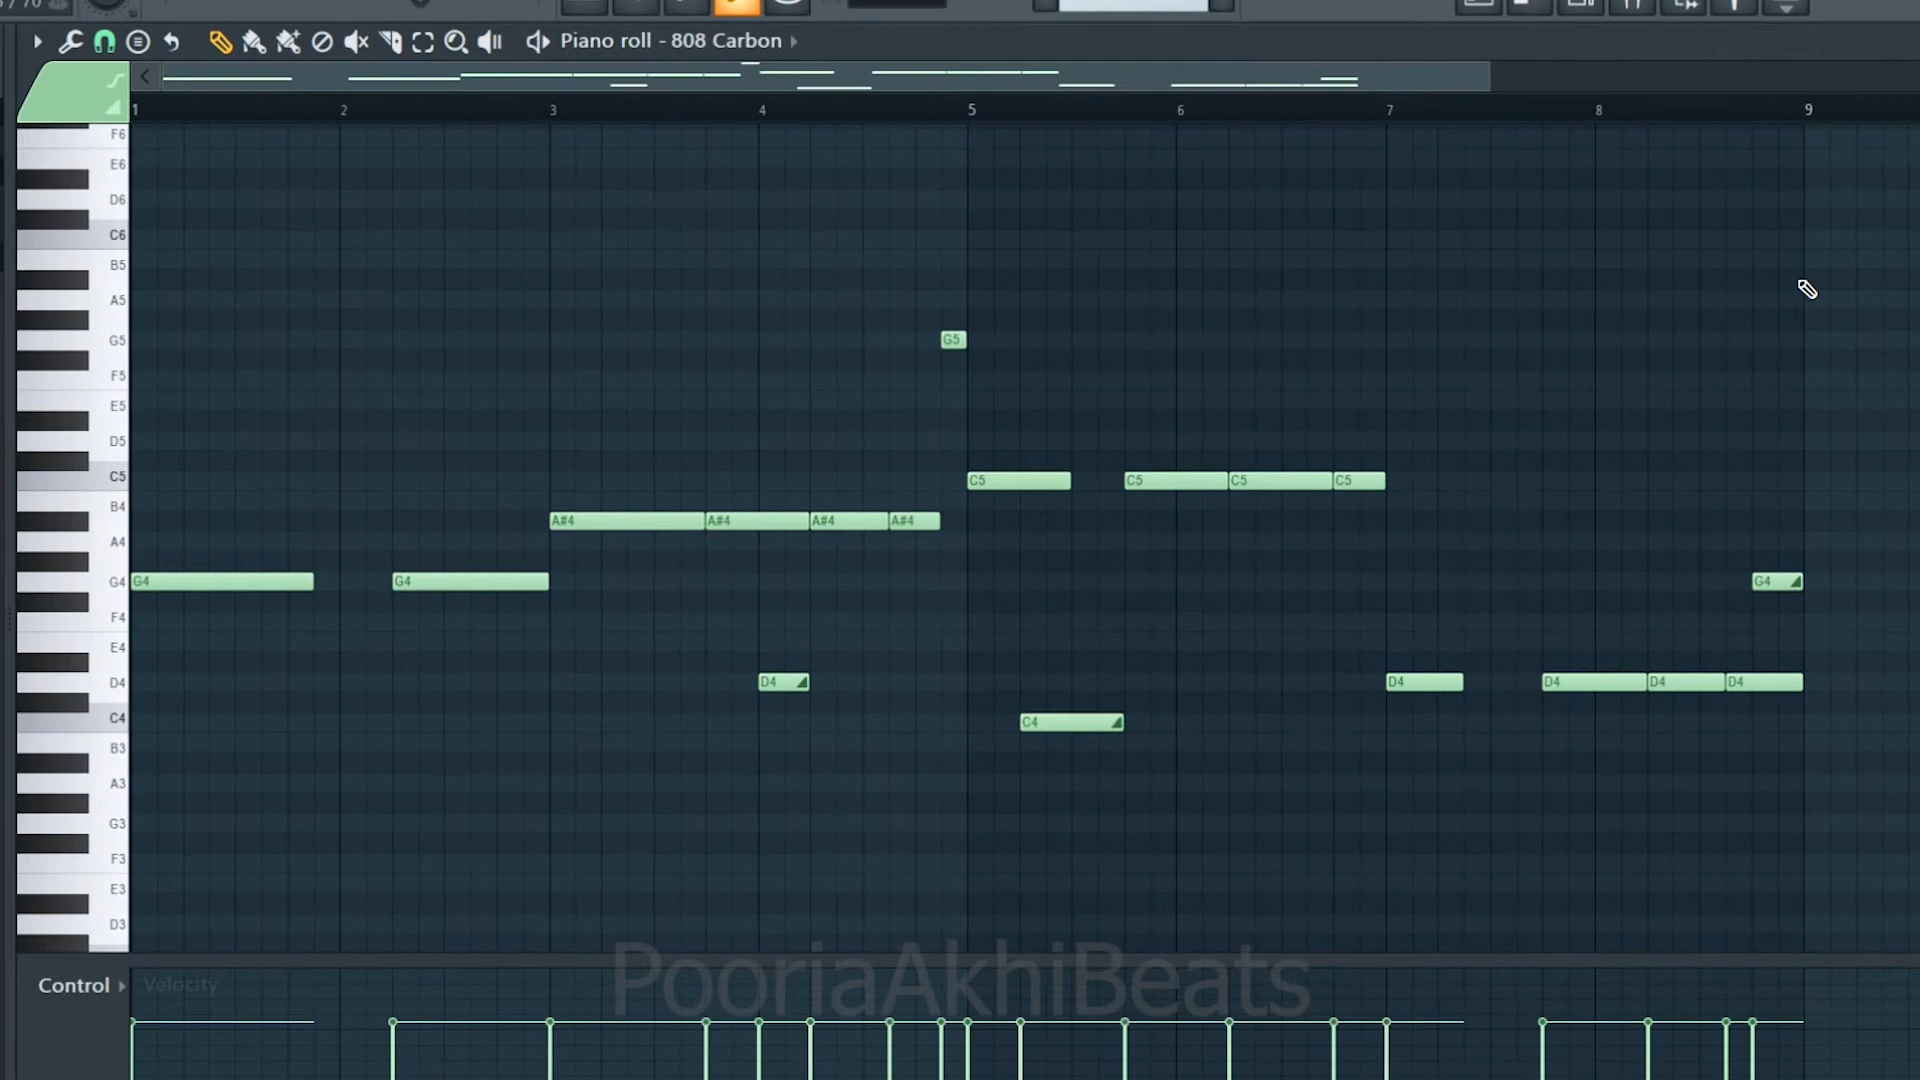 Piano roll - 808 Carbon
1 2 3 4 5 6 7 8 9
F6
E6
D6
C6
B5
A5
G5 G5
F5
E5
D5
C5 C5 C5 C5 C5
B4
A#4 A#4 A#4 A#4
A4
G4 G4 G4 G4
F4
E4
D4 D4 D4 D4 D4 D4
C4 C4
B3
A3
G3
F3
E3
D3
PooriaAkhiBeats
Control Velocity